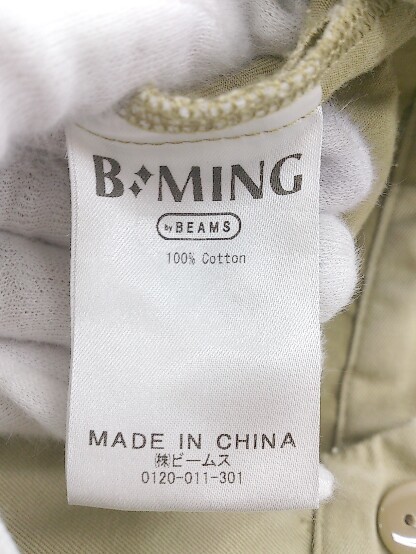 B:MING
by BEAMS
100% Cotton
MADE IN CHINA
㈱ビームス
0120-011-301